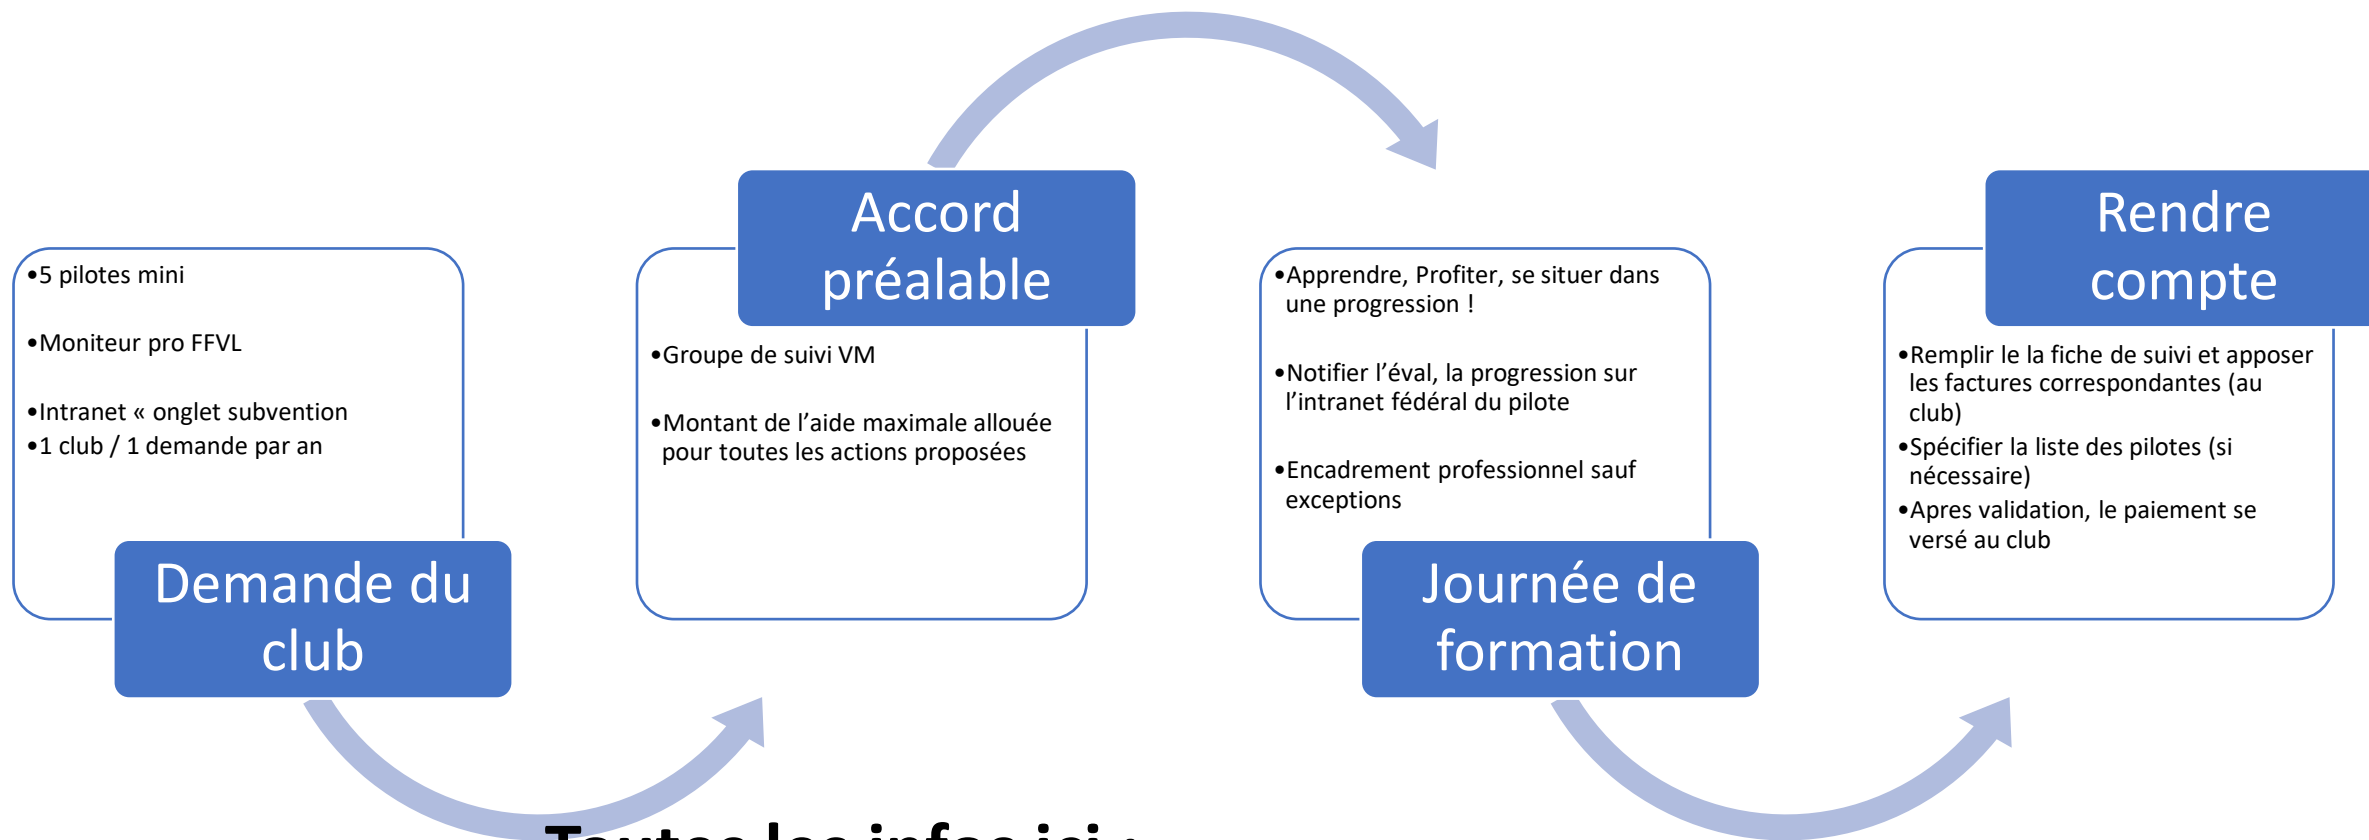 •5 pilotes mini
•Moniteur pro FFVL
•Intranet « onglet subvention
•1 club / 1 demande par an
Demande du
club
Accord
préalable
•Groupe de suivi VM
•Montant de l’aide maximale allouée
pour toutes les actions proposées
•Apprendre, Profiter, se situer dans
une progression !
•Notifier l’éval, la progression sur
l’intranet fédéral du pilote
•Encadrement professionnel sauf
exceptions
Journée de
formation
Rendre
compte
•Remplir le la fiche de suivi et apposer
les factures correspondantes (au
club)
•Spécifier la liste des pilotes (si
nécessaire)
•Apres validation, le paiement se
versé au club
Toutes les infos ici :